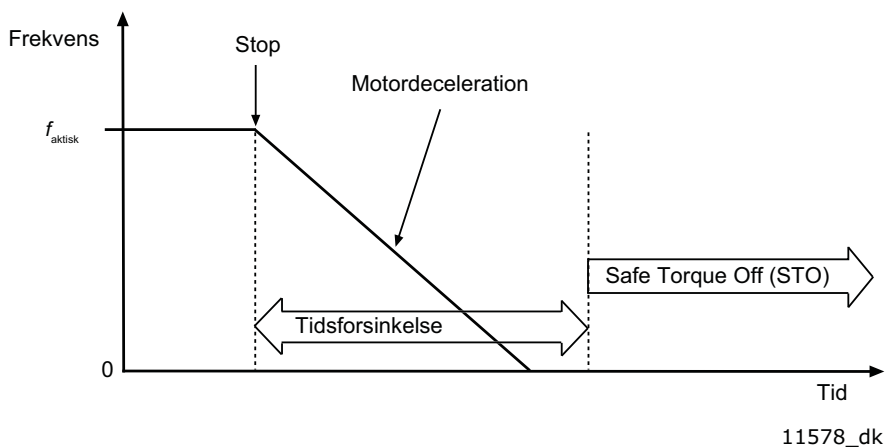 Frekvens
Stop
Motordeceleration
f aktisk
Safe Torque Off (STO)
Tidsforsinkelse
0
Tid
11578_dk